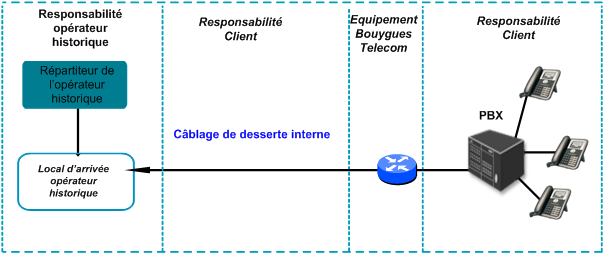 Responsabilité
opérateur
historique
Responsabilité
Client
Equipement
Bouygues
Telecom
Responsabilité
Client
Répartiteur de
l'opérateur
historique
PBX
Câblage de desserte interne
Local d'arrivée
opérateur
historique